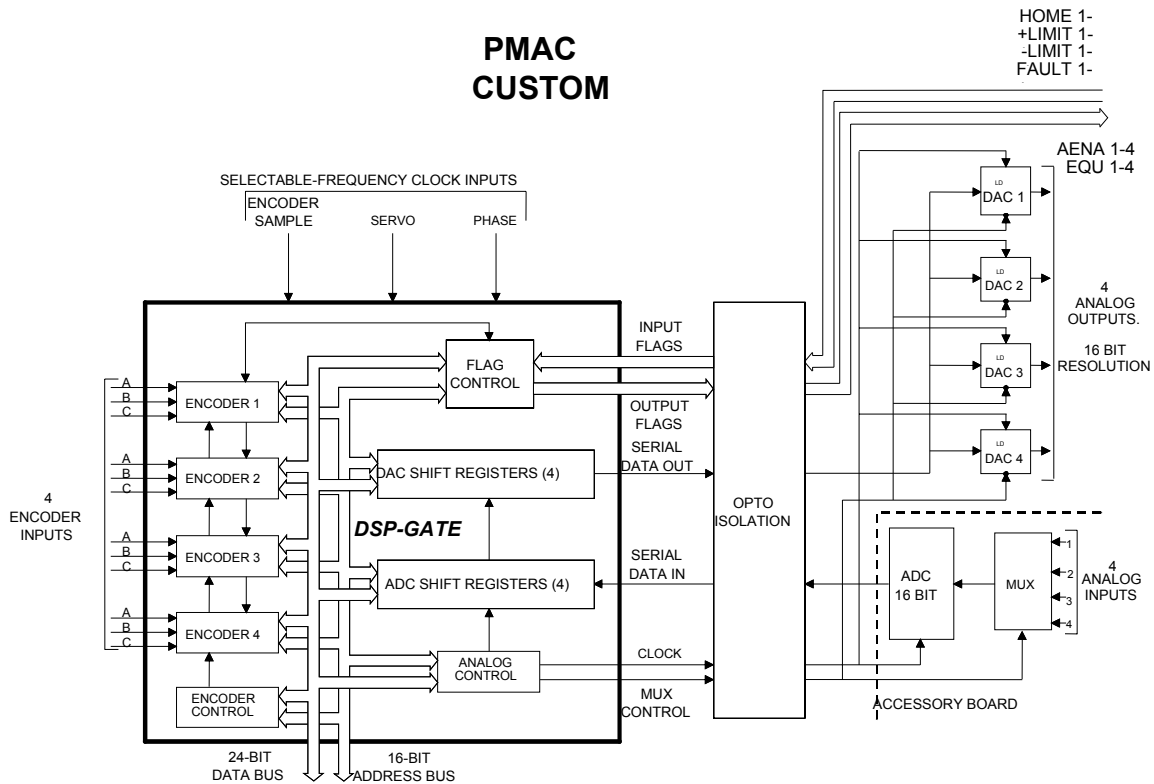 HOME 1-
+LIMIT 1-
-LIMIT 1-
FAULT 1-
PMAC
CUSTOM
AENA 1-4
EQU 1-4
SELECTABLE-FREQUENCY CLOCK INPUTS
ENCODER
SAMPLE
SERVO
PHASE
LD
DAC 1
LD
DAC 2
LD
DAC 3
LD
DAC 4
4
ANALOG
OUTPUTS.
16 BIT
RESOLUTION
INPUT
FLAGS
FLAG
CONTROL
OUTPUT
FLAGS
A
B
C
ENCODER 1
A
B
C
ENCODER 2
A
B
C
ENCODER 3
A
B
C
ENCODER 4
4
ENCODER
INPUTS
ENCODER
CONTROL
DAC SHIFT REGISTERS (4)
DSP-GATE
ADC SHIFT REGISTERS (4)
ANALOG
CONTROL
SERIAL
DATA OUT
SERIAL
DATA IN
CLOCK
MUX
CONTROL
OPTO
ISOLATION
ADC
16 BIT
MUX
1
2
3
4
4
ANALOG
INPUTS
ACCESSORY BOARD
24-BIT
DATA BUS
16-BIT
ADDRESS BUS